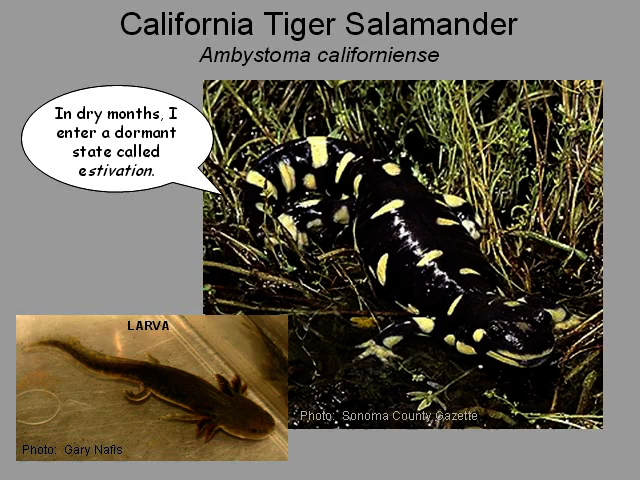 California Tiger Salamander
Ambystoma californiense
In dry months, I
enter a dormant
state called
estivation.
LARVA
Photo: Sonoma County Gazette
Photo: Gary Nafis